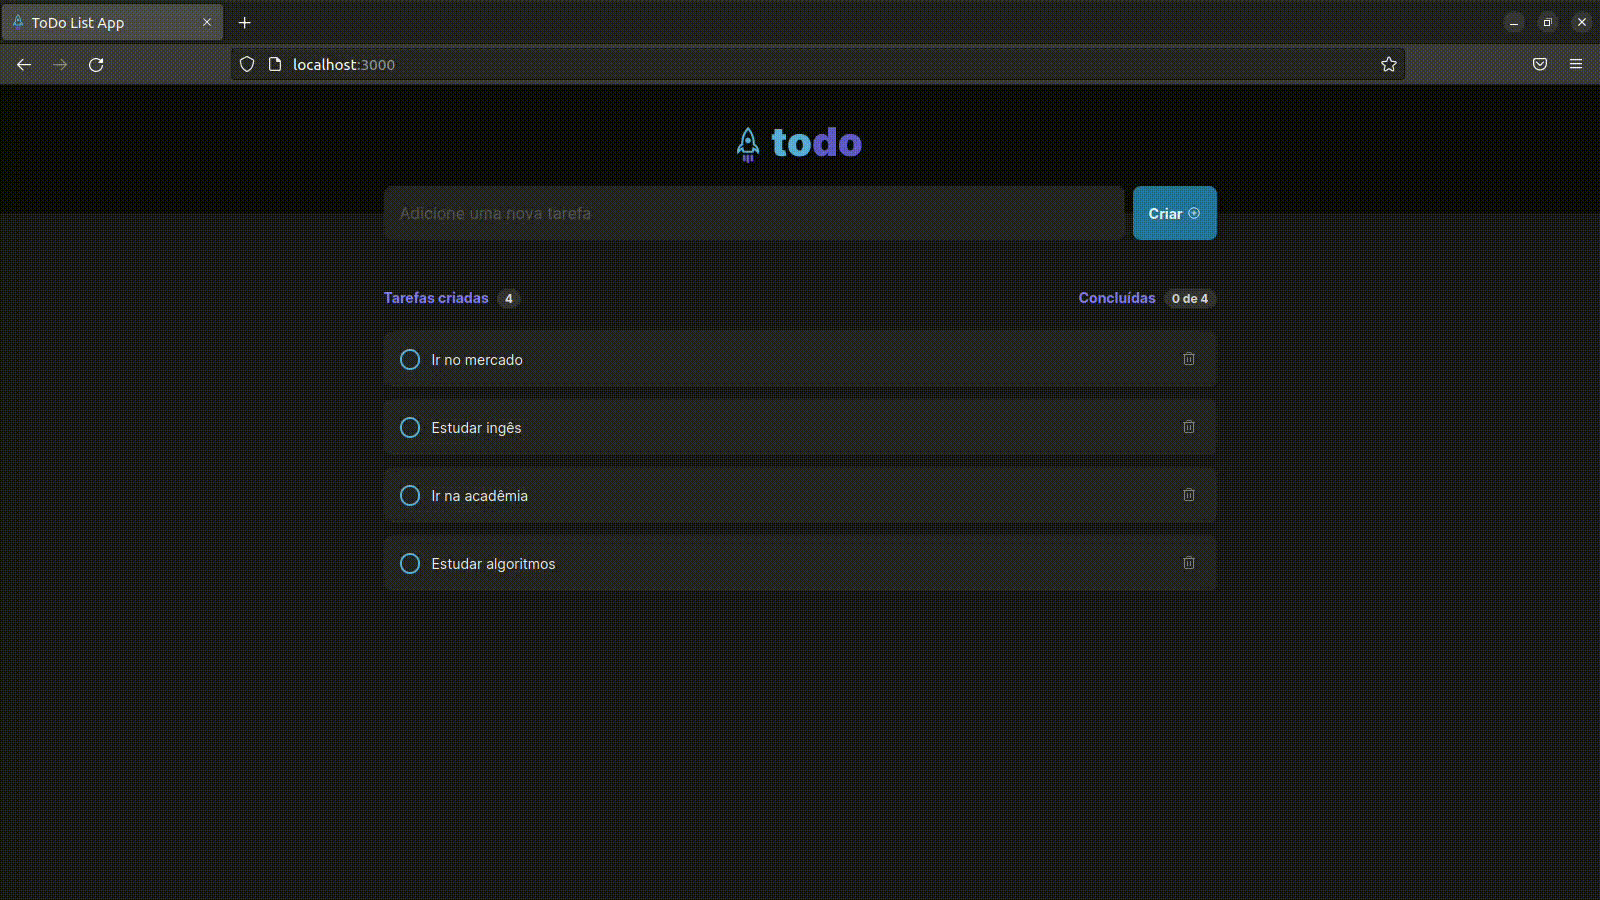 ToDo List App
localhost:3000
todo
Adicione uma nova tarefa
Criar
Tarefas criadas 4
Concluídas 0 de 4
Ir no mercado
Estudar ingês
Ir na acadêmia
Estudar algoritmos